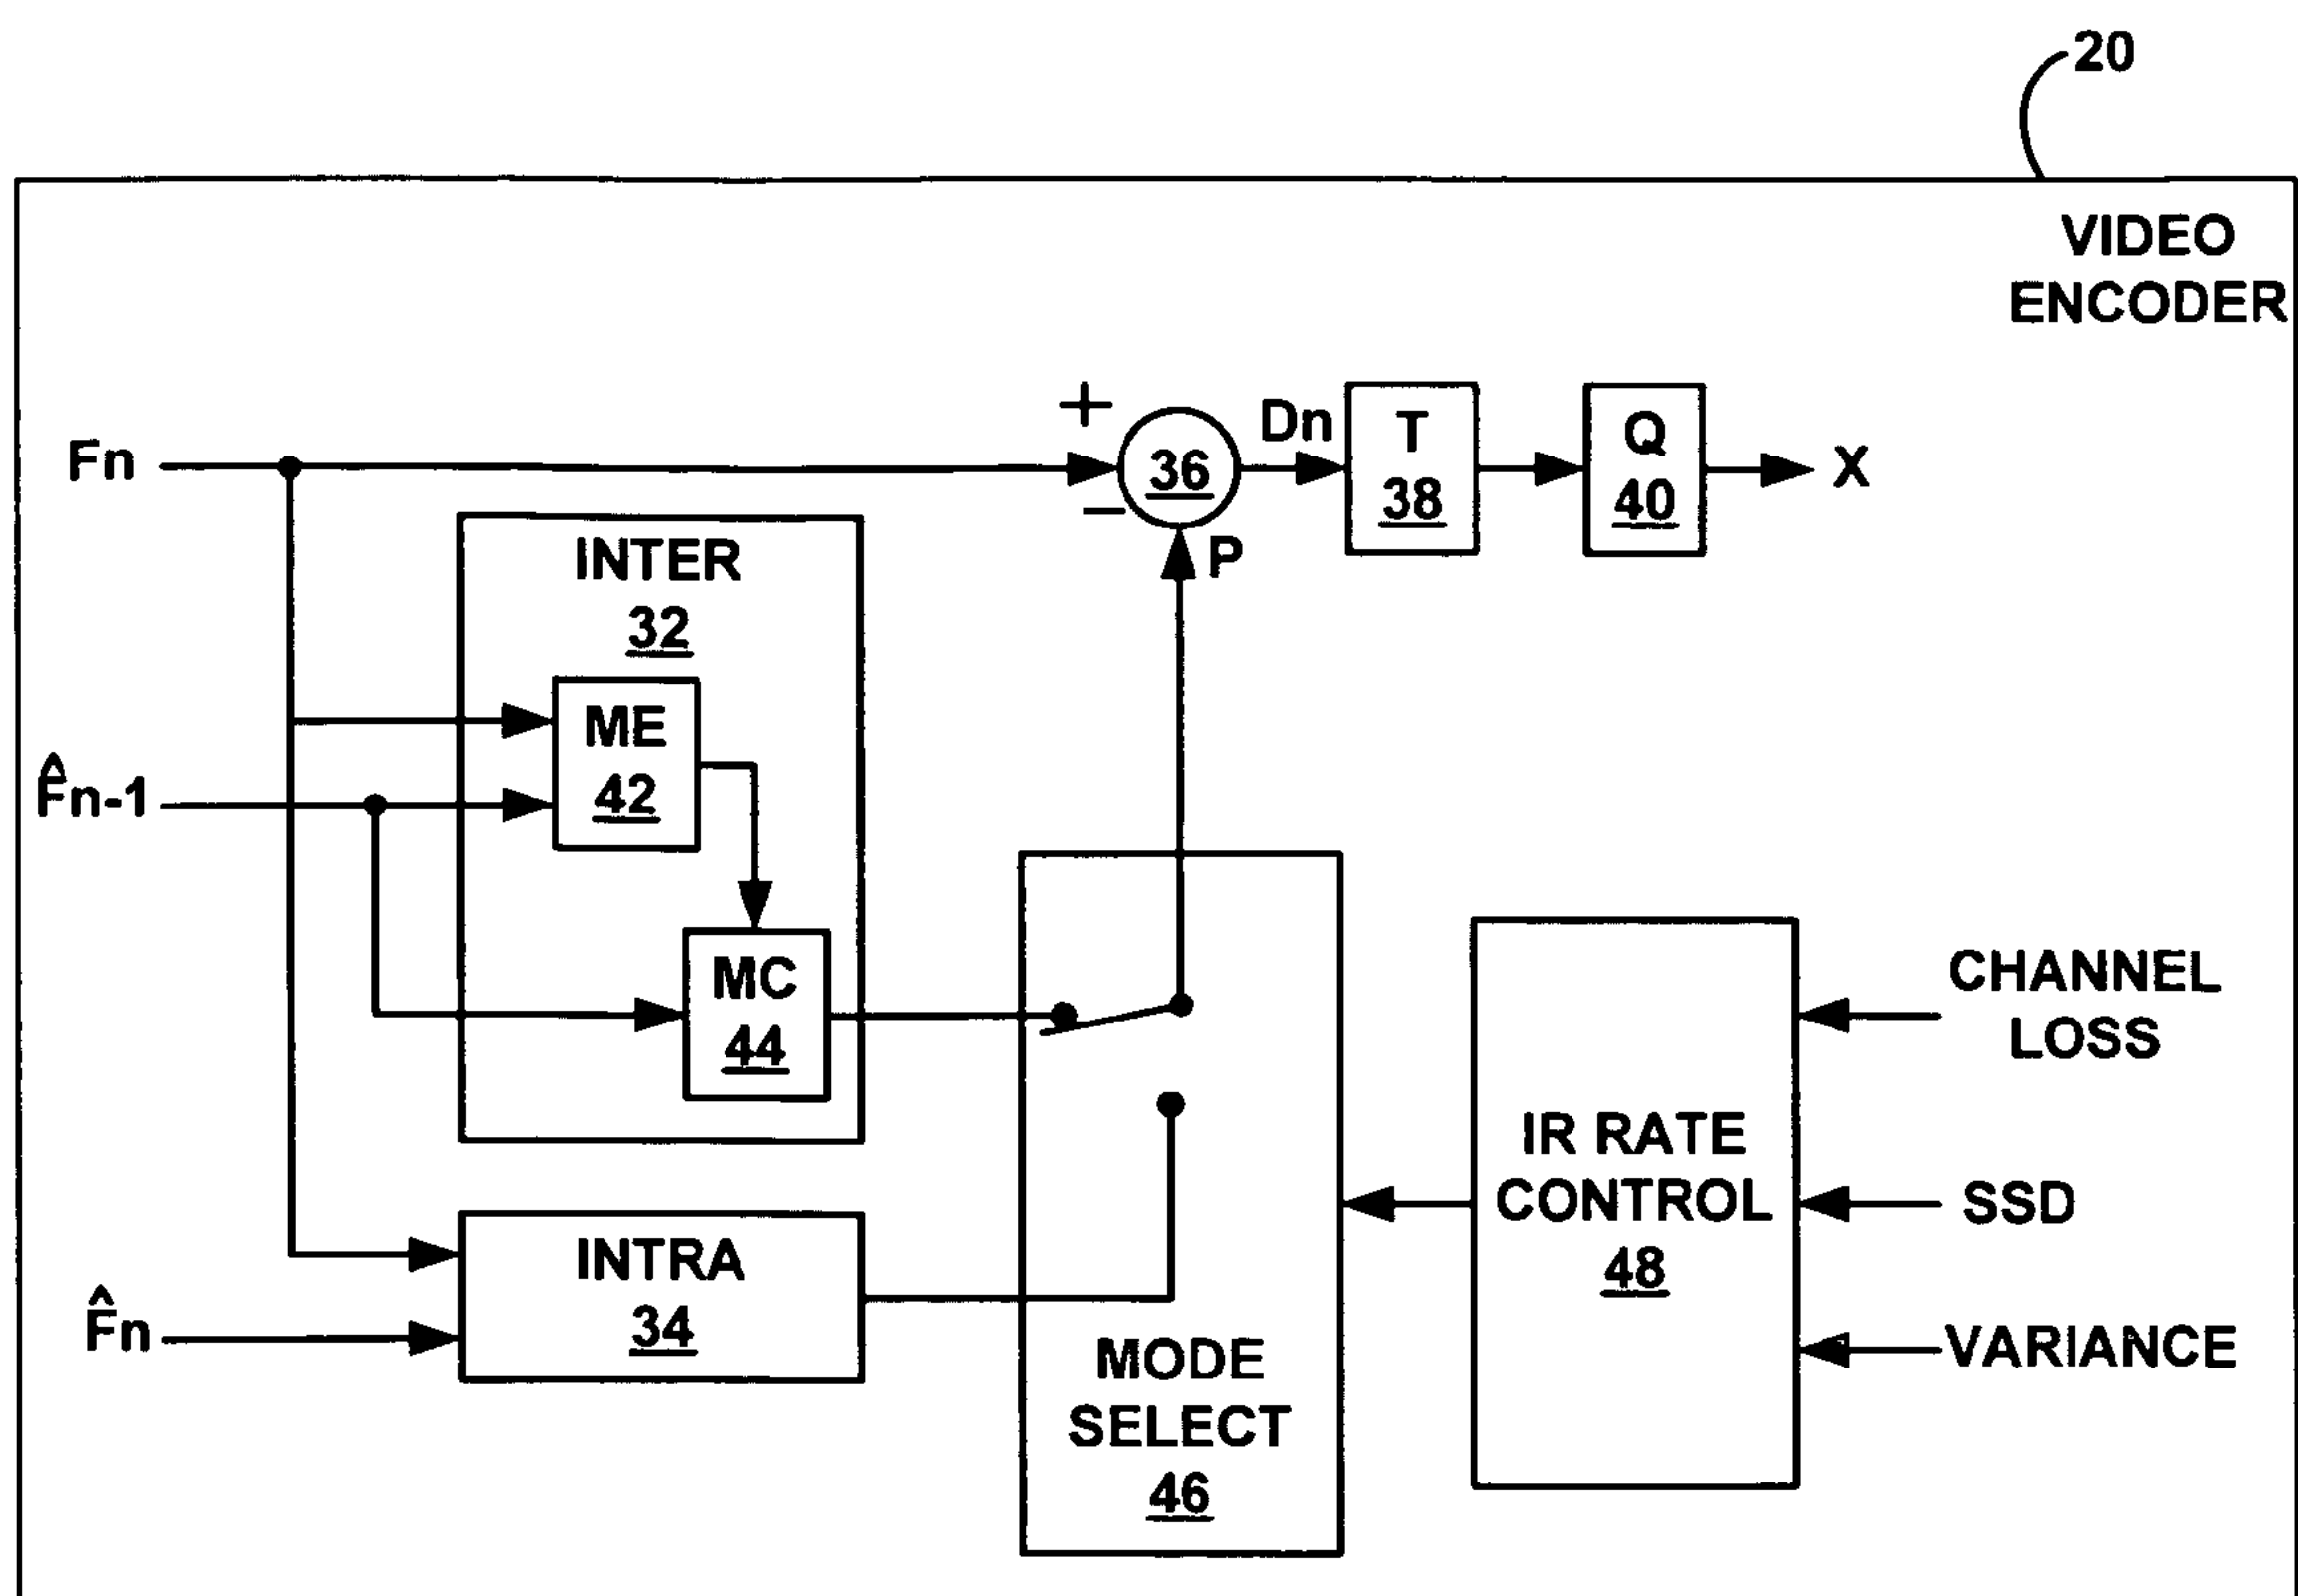 20
VIDEO
ENCODER
+
Fn
36
−
Dn
T
38
Q
40
X
P
INTER
32
ME
42
F̂n-1
MC
44
INTRA
34
F̂n
MODE
SELECT
46
IR RATE
CONTROL
48
CHANNEL
LOSS
SSD
VARIANCE